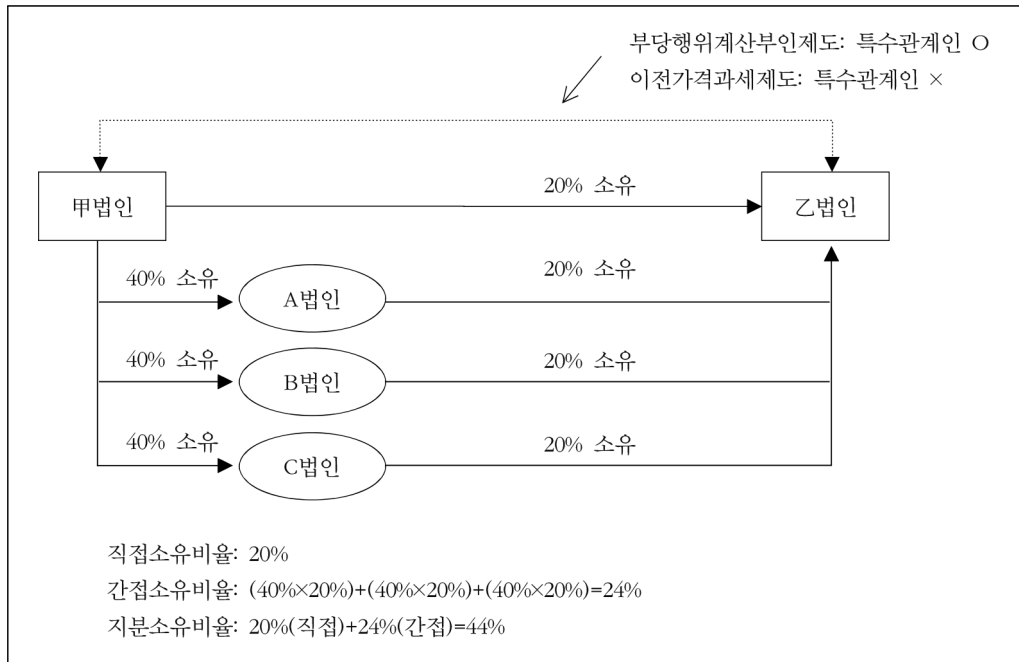 부당행위계산부인제도: 특수관계인 O
이전가격과세제도: 특수관계인 ×
20% 소유
甲법인
乙법인
40% 소유
20% 소유
A법인
40% 소유
20% 소유
B법인
40% 소유
20% 소유
C법인
직접소유비율: 20%
간접소유비율: (40%×20%)+(40%×20%)+(40%×20%)=24%
지분소유비율: 20%(직접)+24%(간접)=44%